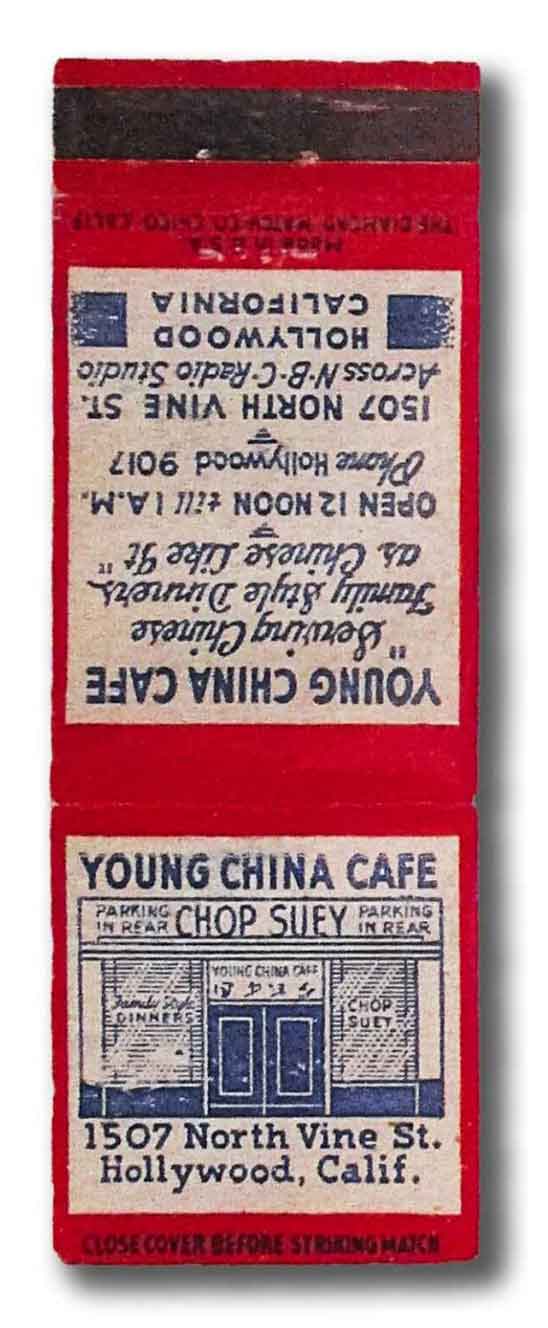 THE DIAMOND MATCH CO. CHICO, CALIF.
MADE IN U.S.A.
YOUNG CHINA CAFE
"Serving Chinese
Family Style Dinners
as Chinese Like It"
OPEN 12 NOON till 1 A.M.
Phone Hollywood 9017
1507 NORTH VINE ST.
Across N·B·C·Radio Studio
HOLLYWOOD
CALIFORNIA
YOUNG CHINA CAFE
PARKING IN REAR
CHOP SUEY
PARKING IN REAR
YOUNG CHINA CAFE
Family Style
DINNERS
CHOP
SUEY
1507 North Vine St.
Hollywood, Calif.
CLOSE COVER BEFORE STRIKING MATCH